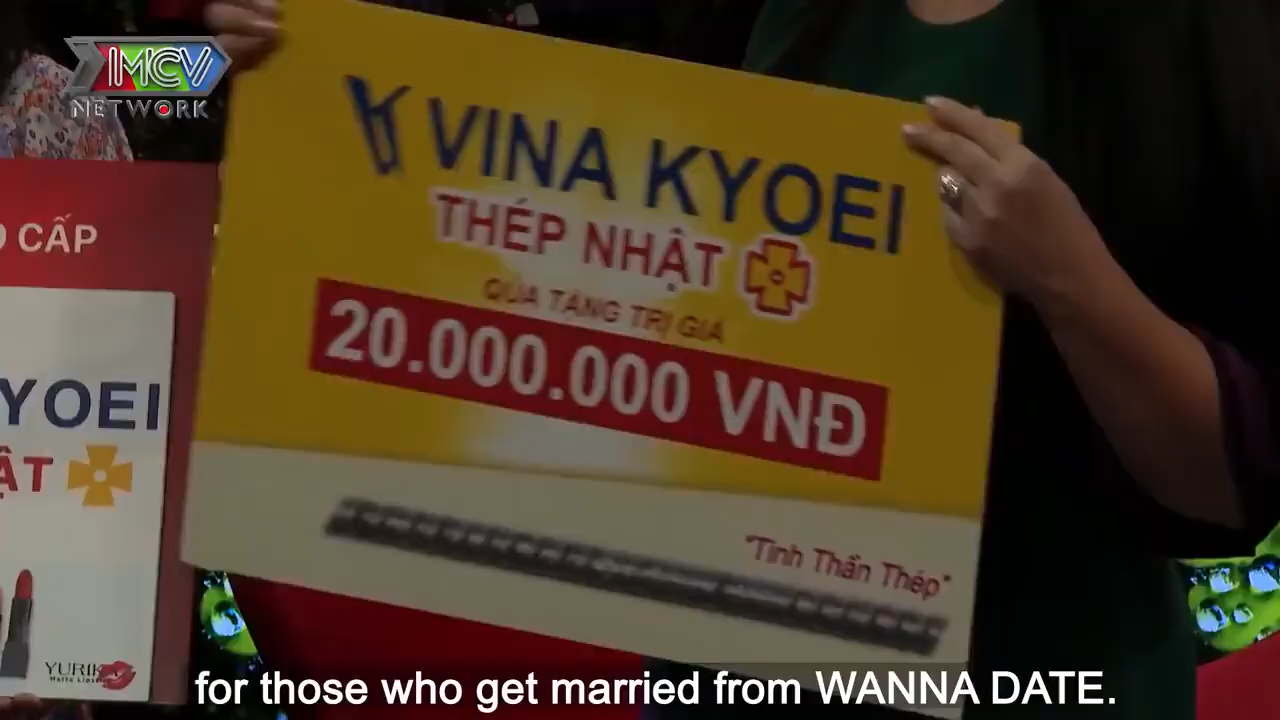 MCV
NETWORK
VINA KYOEI
THÉP NHẬT
QUÀ TẶNG TRỊ GIÁ
20.000.000 VNĐ
"Tinh Thần Thép"
CẤP
YOEI
ẬT
YURIK
for those who get married from WANNA DATE.